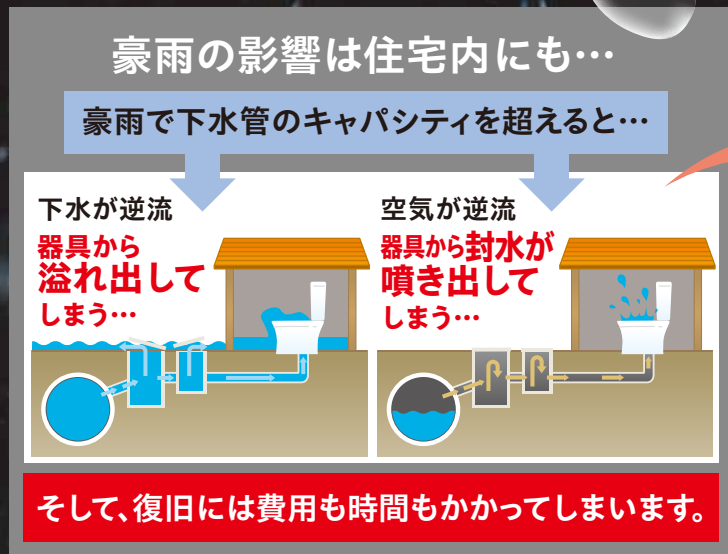 豪雨の影響は住宅内にも…
豪雨で下水管のキャパシティを超えると…
下水が逆流
器具から
溢れ出して
しまう…
空気が逆流
器具から封水が
噴き出して
しまう…
そして、復旧には費用も時間もかかってしまいます。